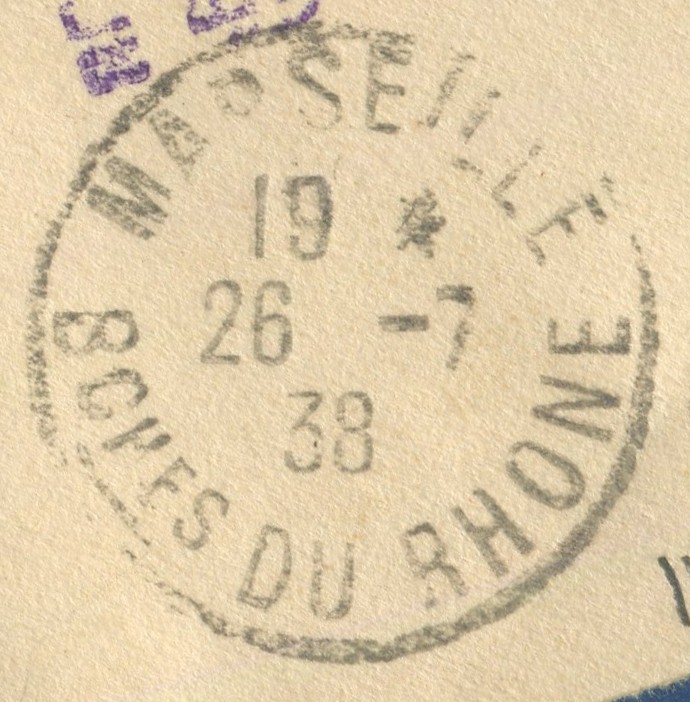 MARSEILLE
19 *
26 -7
38
BCHES DU RHONE